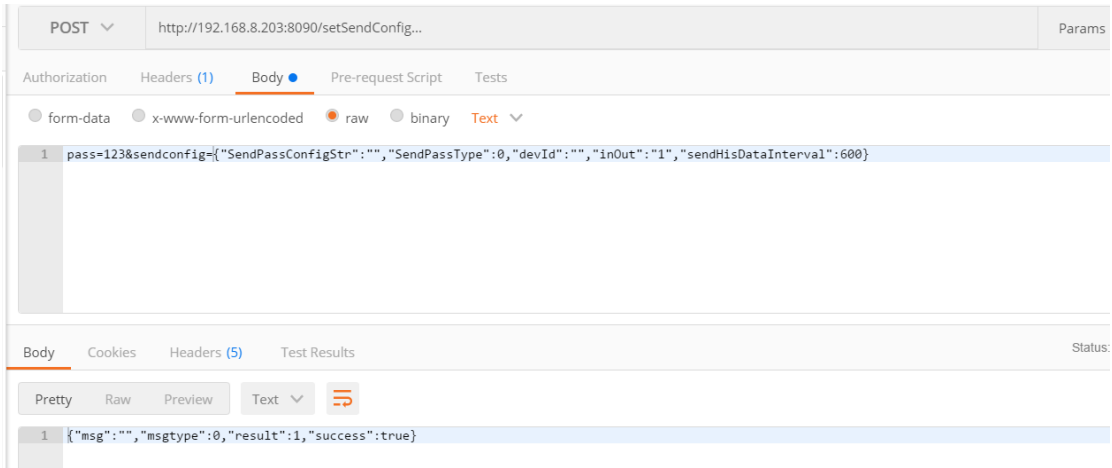 POST http://192.168.8.203:8090/setSendConfig... Params
Authorization Headers (1) Body Pre-request Script Tests
form-data x-www-form-urlencoded raw binary Text
1 pass=123&sendconfig={"SendPassConfigStr":"","SendPassType":0,"devId":"","inOut":"1","sendHisDataInterval":600}
Body Cookies Headers (5) Test Results Status:
Pretty Raw Preview Text
1 {"msg":"","msgtype":0,"result":1,"success":true}